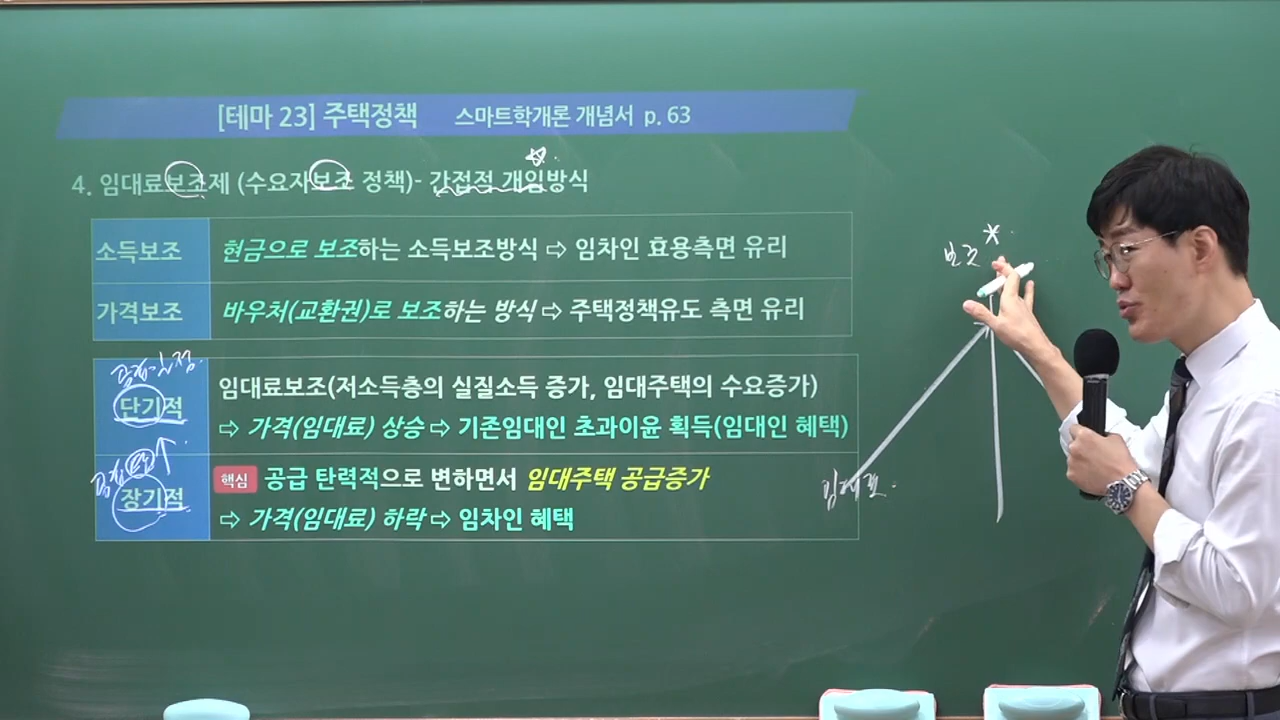 [테마 23] 주택정책 스마트학개론 개념서 p. 63
4. 임대료보조제 (수요자보조 정책)- 간접적 개입방식
소득보조 현금으로 보조하는 소득보조방식 ⇨ 임차인 효용측면 유리
가격보조 바우처(교환권)로 보조하는 방식 ⇨ 주택정책유도 측면 유리
단기적
임대료보조(저소득층의 실질소득 증가, 임대주택의 수요증가)
⇨ 가격(임대료) 상승 ⇨ 기존임대인 초과이윤 획득(임대인 혜택)
장기적
핵심 공급 탄력적으로 변하면서 임대주택 공급증가
⇨ 가격(임대료) 하락 ⇨ 임차인 혜택
보조
임대료